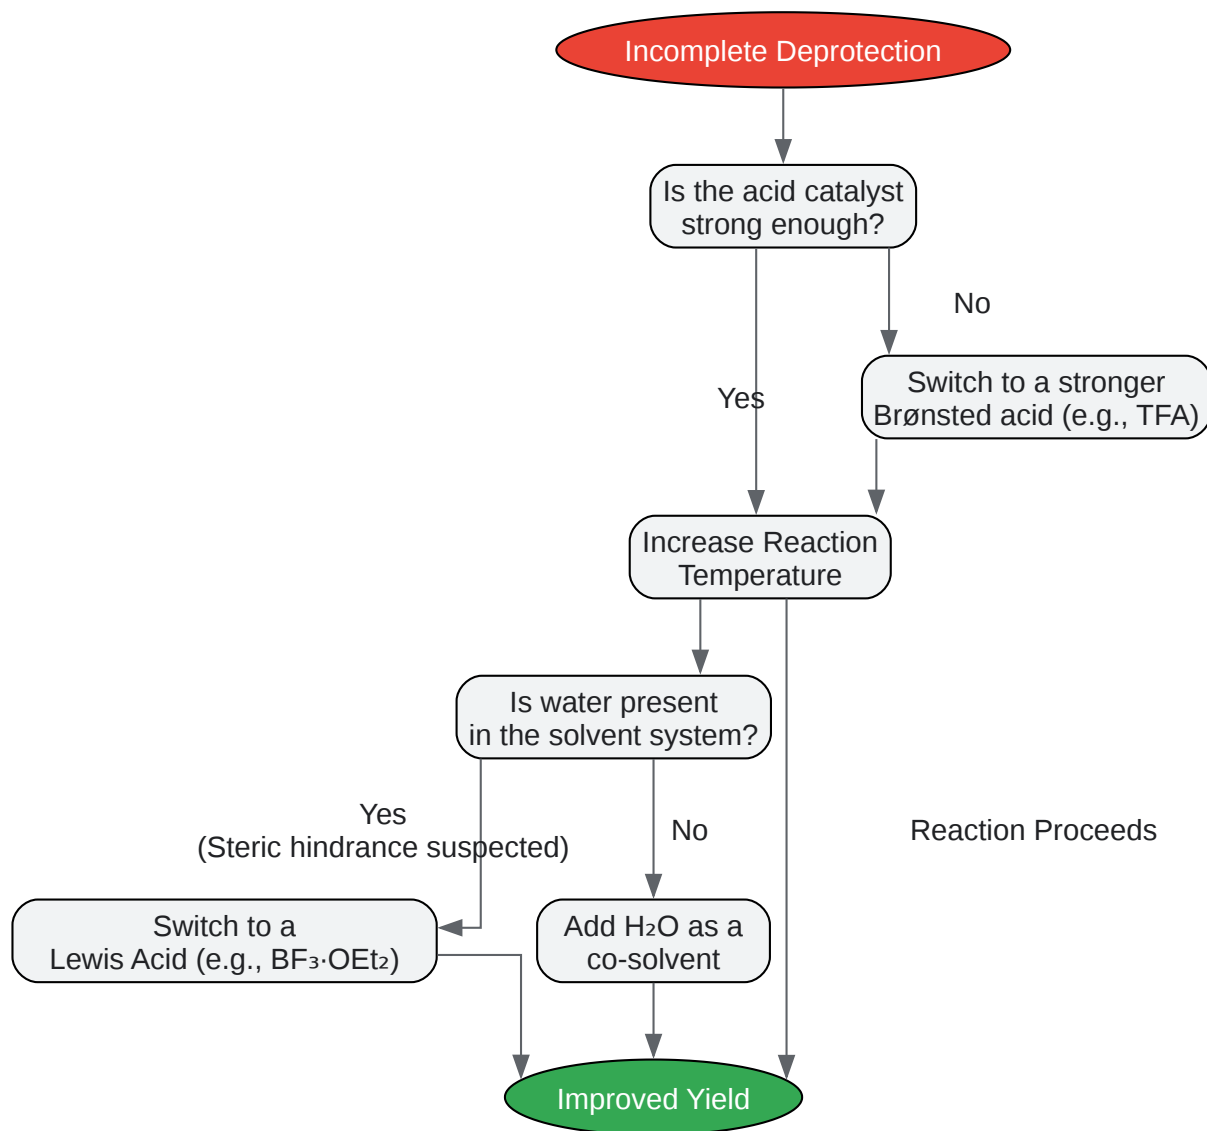 Incomplete Deprotection
Is the acid catalyst
strong enough?
No
Yes
Switch to a stronger
Brønsted acid (e.g., TFA)
Increase Reaction
Temperature
Is water present
in the solvent system?
Yes
(Steric hindrance suspected)
No
Reaction Proceeds
Switch to a
Lewis Acid (e.g., BF₃·OEt₂)
Add H₂O as a
co-solvent
Improved Yield